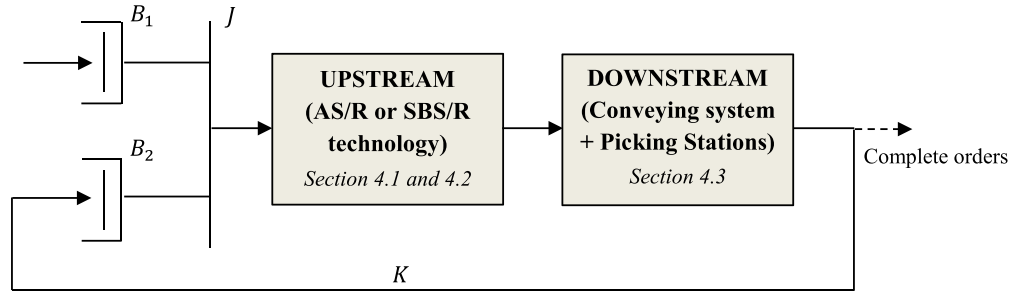 B₁
J
UPSTREAM
(AS/R or SBS/R
technology)
Section 4.1 and 4.2
DOWNSTREAM
(Conveying system
+ Picking Stations)
Section 4.3
B₂
Complete orders
K